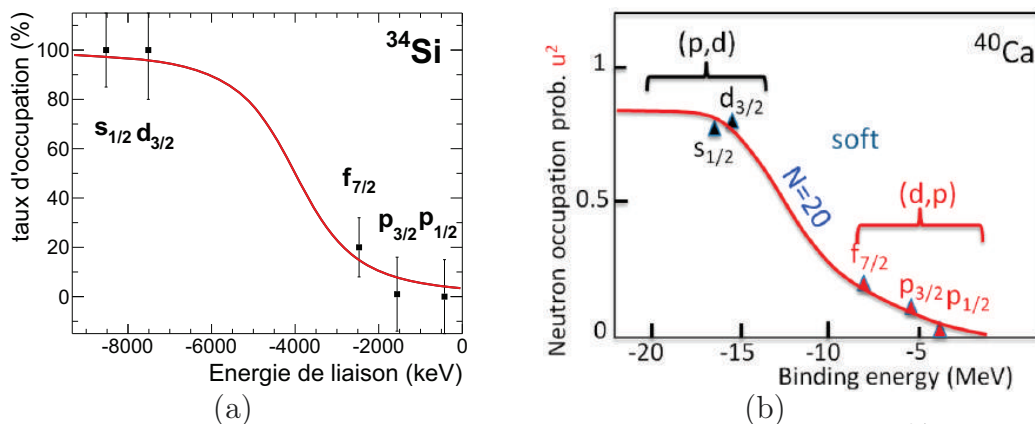 taux d'occupation (%)
100
80
60
40
20
0
³⁴Si
s₁/₂ d₃/₂
f₇/₂
p₃/₂ p₁/₂
-8000 -6000 -4000 -2000 0
Energie de liaison (keV)
(a)
Neutron occupation prob. u²
1
0.5
0
(p,d)
⁴⁰Ca
d₃/₂
s₁/₂
soft
N=20
(d,p)
f₇/₂
p₃/₂ p₁/₂
-20 -15 -10 -5
Binding energy (MeV)
(b)